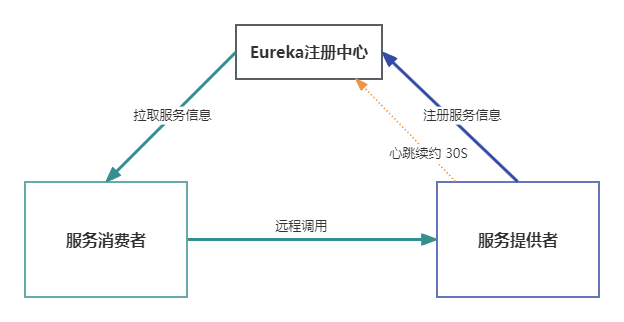 Eureka注册中心
拉取服务信息
注册服务信息
心跳续约 30S
服务消费者
远程调用
服务提供者